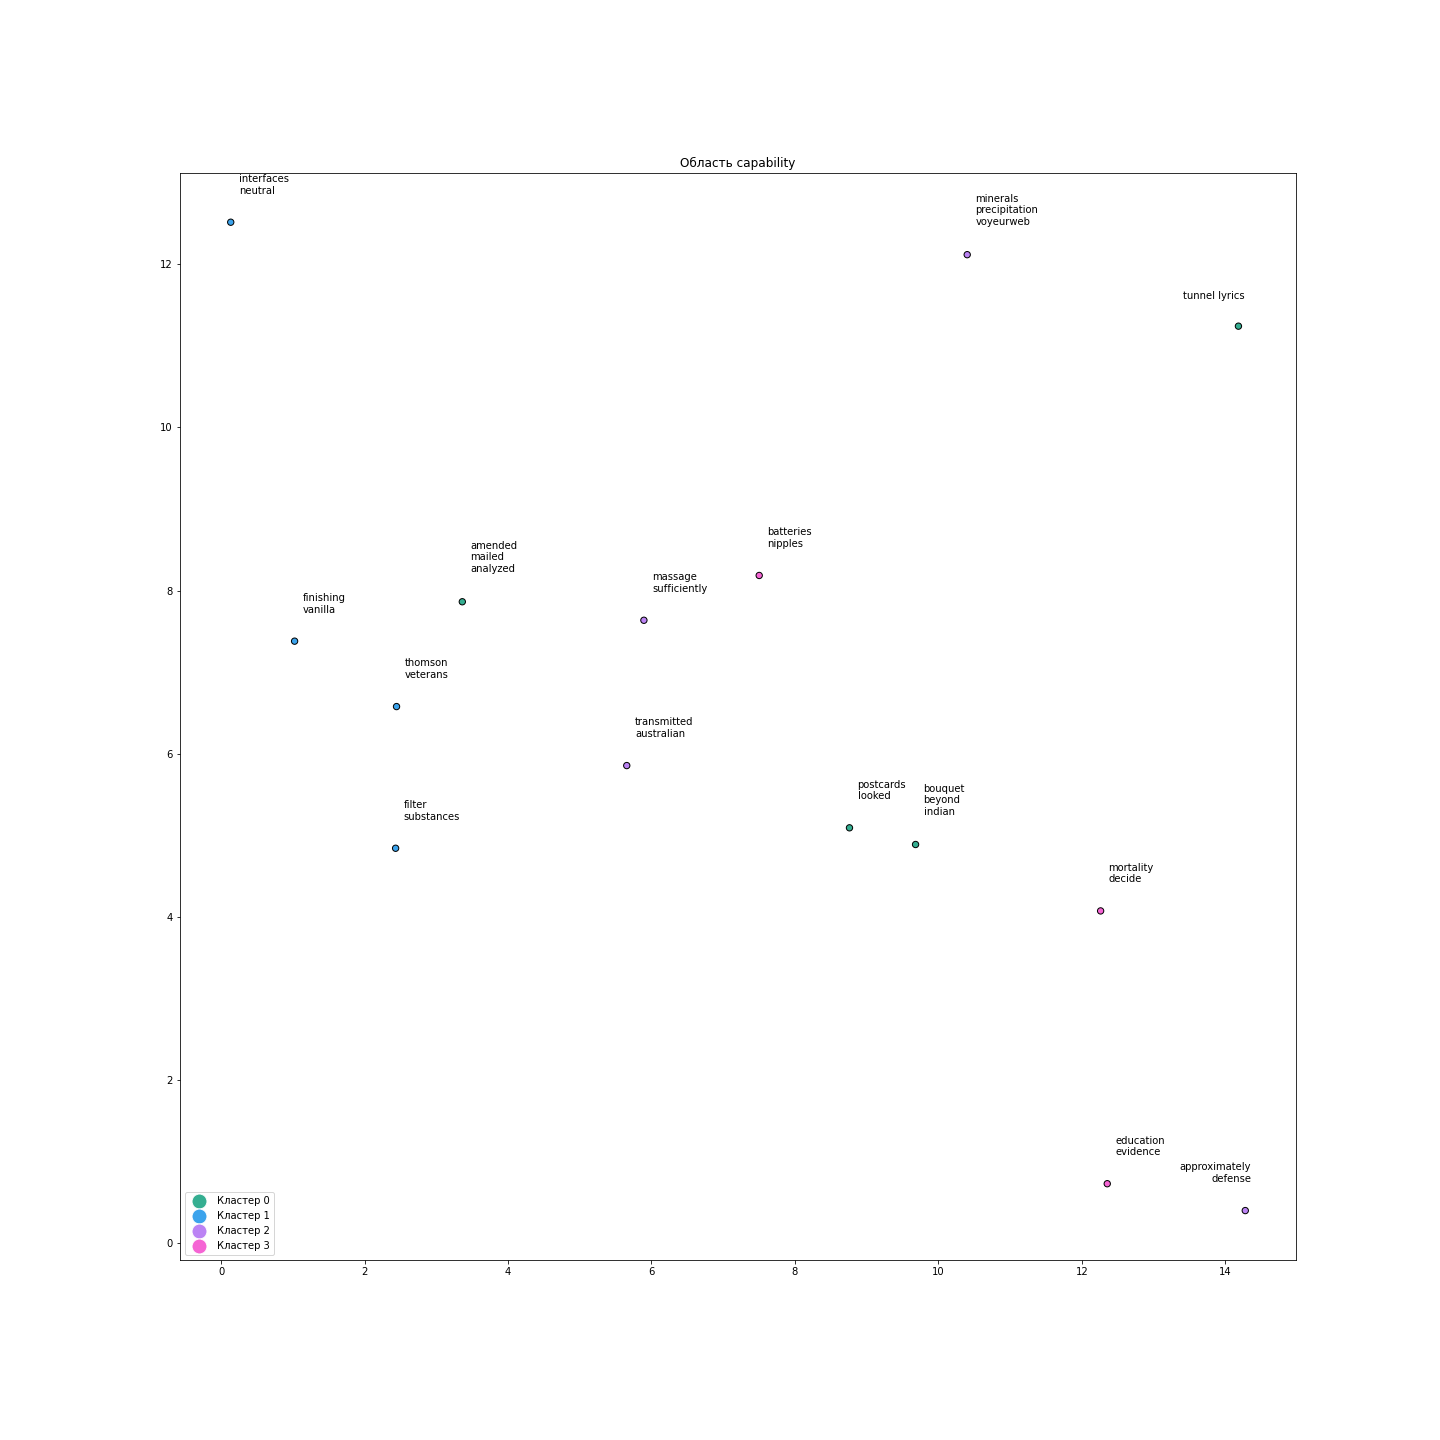 Область capability
interfaces
neutral
minerals
precipitation
voyeurweb
tunnel lyrics
batteries
nipples
amended
mailed
analyzed
massage
sufficiently
finishing
vanilla
thomson
veterans
transmitted
australian
postcards
looked
bouquet
beyond
indian
filter
substances
mortality
decide
education
evidence
approximately
defense
12
10
8
6
4
2
0
0
2
4
6
8
10
12
14
Кластер 0
Кластер 1
Кластер 2
Кластер 3